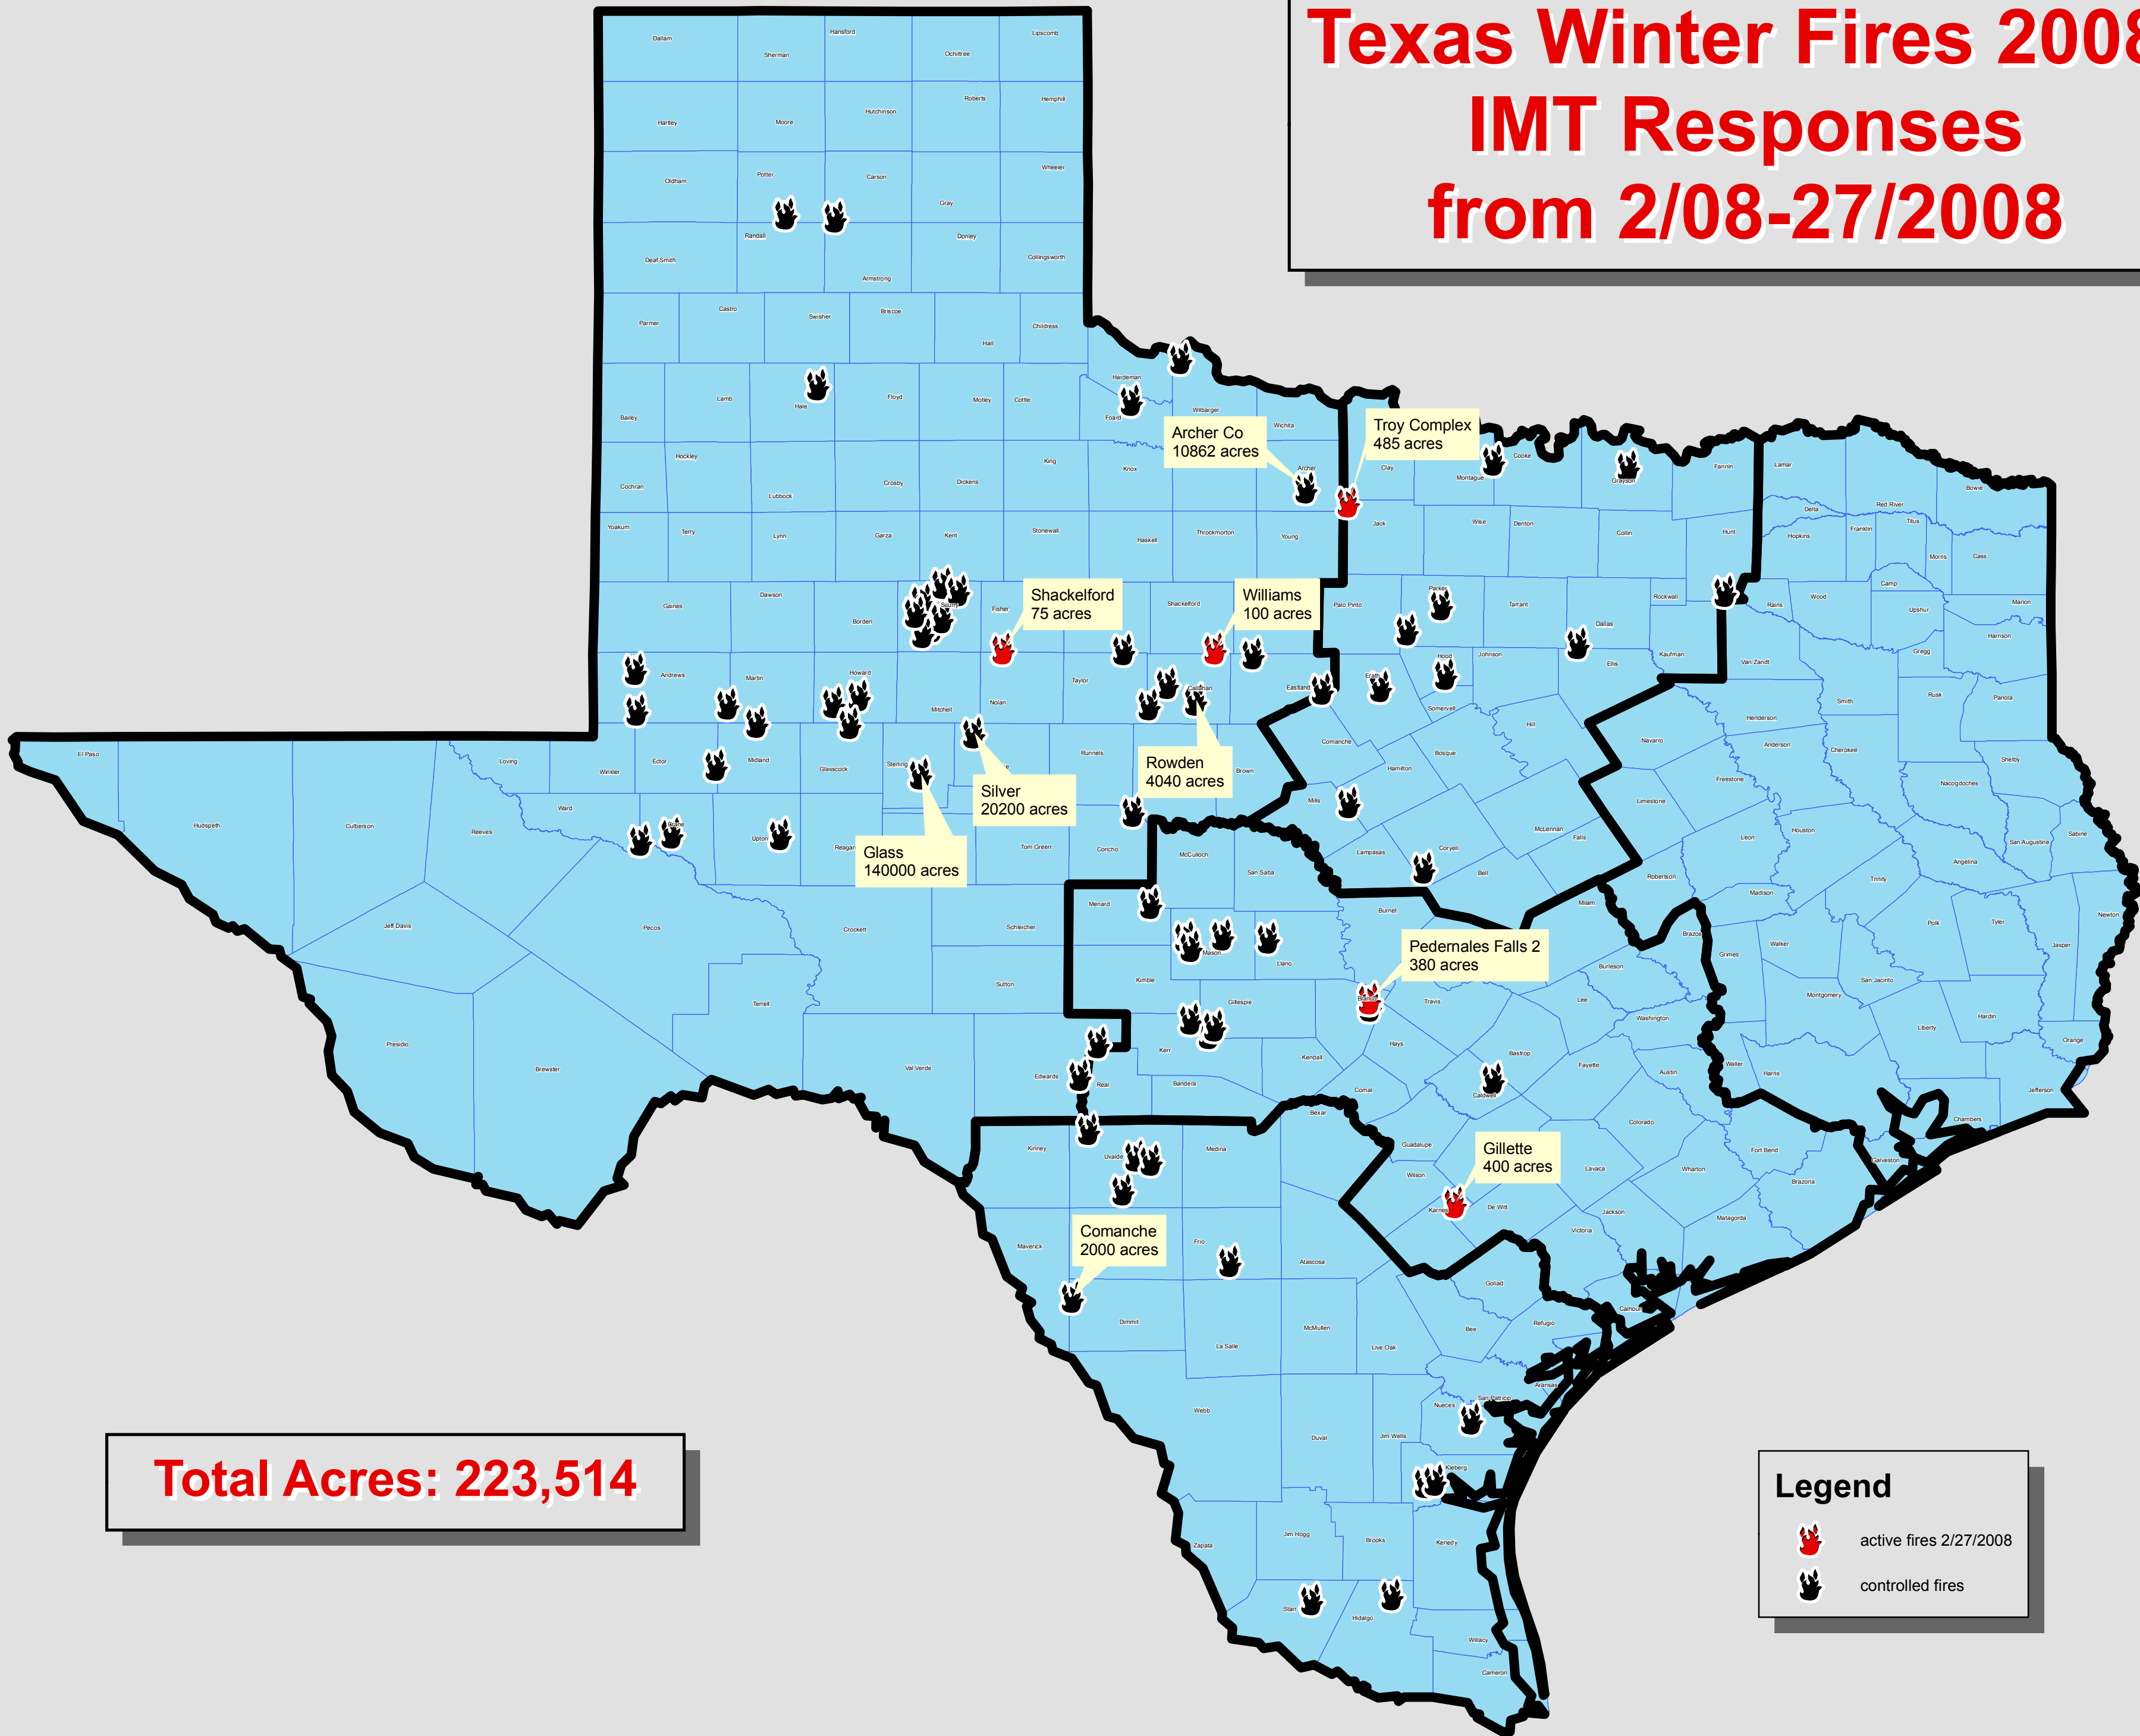 Texas Winter Fires 2008
IMT Responses
from 2/08-27/2008
Dallam
Sherman
Hansford
Ochiltree
Lipscomb
Hartley
Moore
Hutchinson
Roberts
Hemphill
Oldham
Potter
Carson
Gray
Wheeler
Deaf Smith
Randall
Armstrong
Donley
Collingsworth
Parmer
Castro
Swisher
Briscoe
Hall
Childress
Bailey
Lamb
Hale
Floyd
Motley
Cottle
Hardeman
Foard
Wilbarger
Wichita
Archer Co
10862 acres
Troy Complex
485 acres
Archer
Clay
Montague
Cooke
Grayson
Fannin
Lamar
Red River
Bowie
Cochran
Hockley
Lubbock
Crosby
Dickens
King
Knox
Delta
Hopkins
Franklin
Titus
Morris
Cass
Yoakum
Terry
Lynn
Garza
Kent
Stonewall
Haskell
Throckmorton
Young
Jack
Wise
Denton
Collin
Hunt
Camp
Gaines
Dawson
Borden
Scurry
Fisher
Shackelford
75 acres
Shackelford
Williams
100 acres
Palo Pinto
Parker
Tarrant
Dallas
Rockwall
Kaufman
Rains
Wood
Upshur
Marion
Harrison
Gregg
Van Zandt
Andrews
Martin
Howard
Mitchell
Nolan
Taylor
Callahan
Eastland
Erath
Hood
Johnson
Ellis
Somervell
Hill
Navarro
Henderson
Smith
Rusk
Panola
El Paso
Hudspeth
Culberson
Reeves
Loving
Winkler
Ector
Midland
Glasscock
Sterling
Silver
20200 acres
Runnels
Rowden
4040 acres
Brown
Comanche
Hamilton
Bosque
Mills
Freestone
Anderson
Cherokee
Shelby
Nacogdoches
Limestone
McLennan
Falls
Ward
Crane
Upton
Reagan
Glass
140000 acres
Tom Green
Concho
McCulloch
San Saba
Lampasas
Coryell
Bell
Robertson
Leon
Houston
Angelina
San Augustine
Sabine
Madison
Trinity
Jeff Davis
Pecos
Crockett
Schleicher
Menard
Mason
Llano
Burnet
Milam
Brazos
Grimes
Walker
Polk
Tyler
Jasper
Newton
Terrell
Sutton
Kimble
Gillespie
Pedernales Falls 2
380 acres
Blanco
Travis
Lee
Burleson
Washington
San Jacinto
Montgomery
Liberty
Hardin
Orange
Presidio
Brewster
Val Verde
Edwards
Real
Kerr
Bandera
Kendall
Comal
Hays
Caldwell
Bastrop
Fayette
Austin
Waller
Harris
Jefferson
Chambers
Galveston
Kinney
Uvalde
Medina
Bexar
Guadalupe
Wilson
Gillette
400 acres
Karnes
De Witt
Lavaca
Colorado
Wharton
Fort Bend
Brazoria
Matagorda
Jackson
Victoria
Maverick
Comanche
2000 acres
Frio
Atascosa
Goliad
Calhoun
Dimmit
La Salle
McMullen
Live Oak
Bee
Refugio
Aransas
San Patricio
Nueces
Webb
Duval
Jim Wells
Kleberg
Total Acres: 223,514
Zapata
Jim Hogg
Brooks
Kenedy
Starr
Hidalgo
Willacy
Cameron
Legend
active fires 2/27/2008
controlled fires